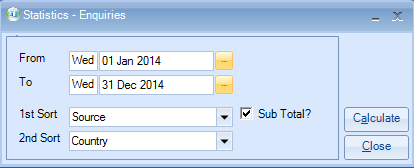 Statistics - Enquiries
From Wed 01 Jan 2014 ...
To Wed 31 Dec 2014 ...
1st Sort Source Sub Total?
2nd Sort Country
Calculate
Close